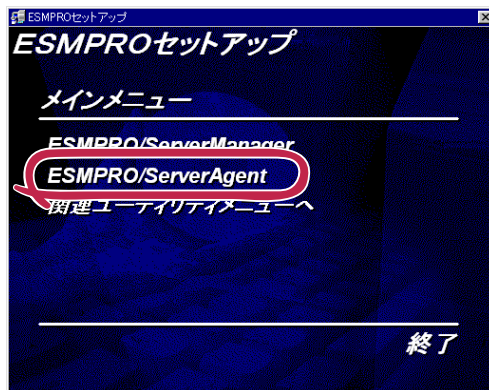 ESMPROセットアップ
ESMPROセットアップ
メインメニュー
ESMPRO/ServerManager
ESMPRO/ServerAgent
関連ユーティリティメニューへ
終了